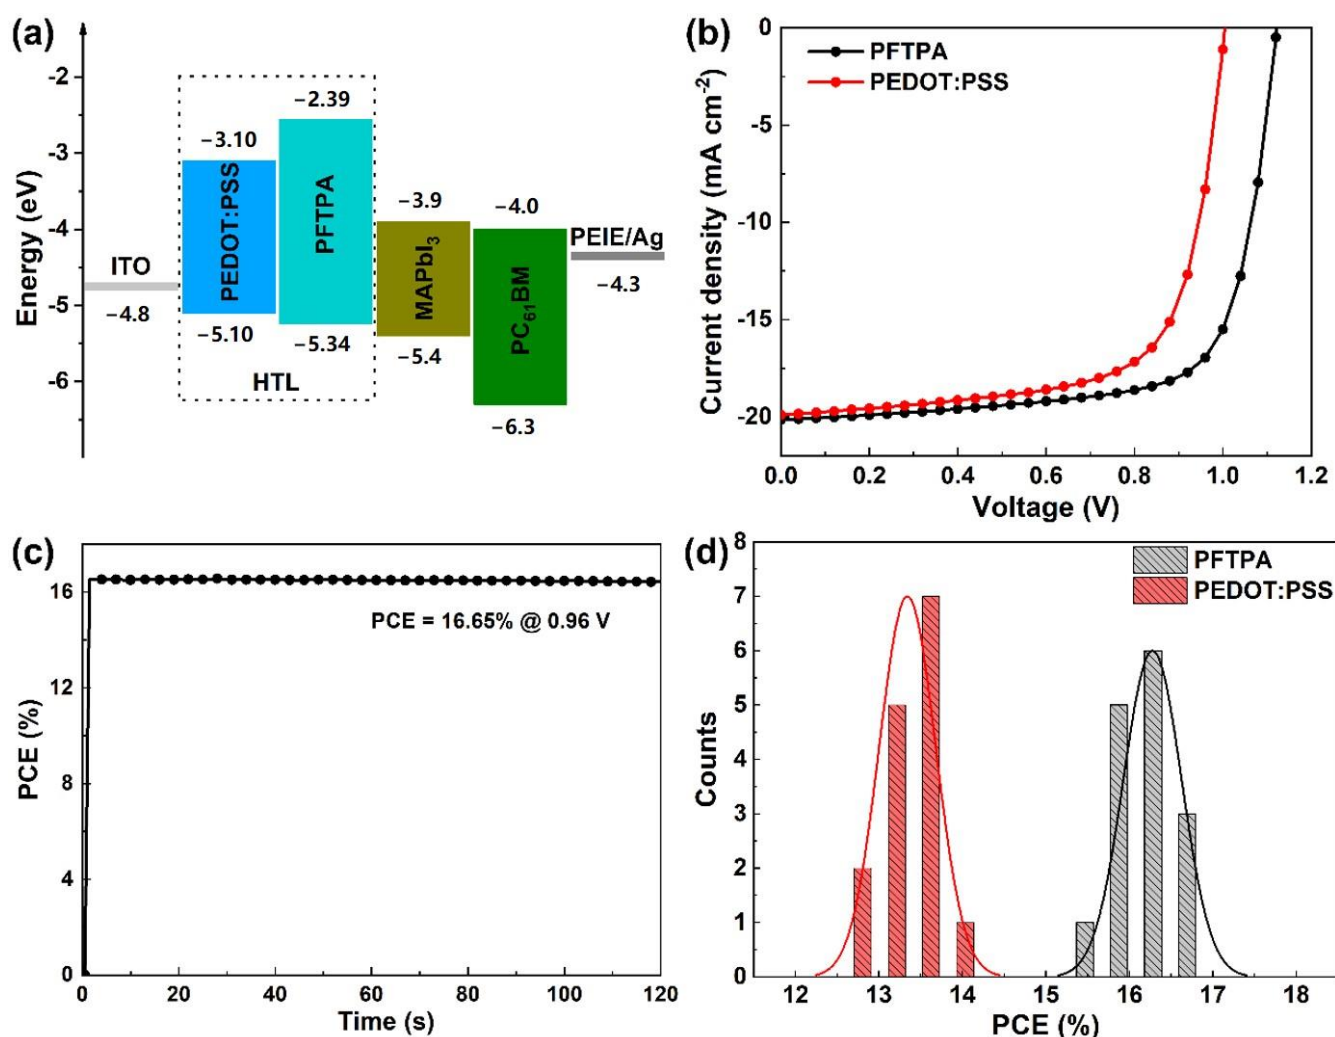 (a)
Energy (eV)
-2
-3
-4
-5
-6
ITO
−4.8
−3.10
PEDOT:PSS
−5.10
−2.39
PFTPA
−5.34
HTL
−3.9
MAPbI3
−5.4
−4.0
PC61BM
−6.3
PEIE/Ag
−4.3
(b)
PFTPA
PEDOT:PSS
Current density (mA cm-2)
0
-5
-10
-15
-20
0.0 0.2 0.4 0.6 0.8 1.0 1.2
Voltage (V)
(c)
PCE (%)
16
12
8
4
0
PCE = 16.65% @ 0.96 V
0 20 40 60 80 100 120
Time (s)
(d)
PFTPA
PEDOT:PSS
Counts
8
7
6
5
4
3
2
1
0
12 13 14 15 16 17 18
PCE (%)